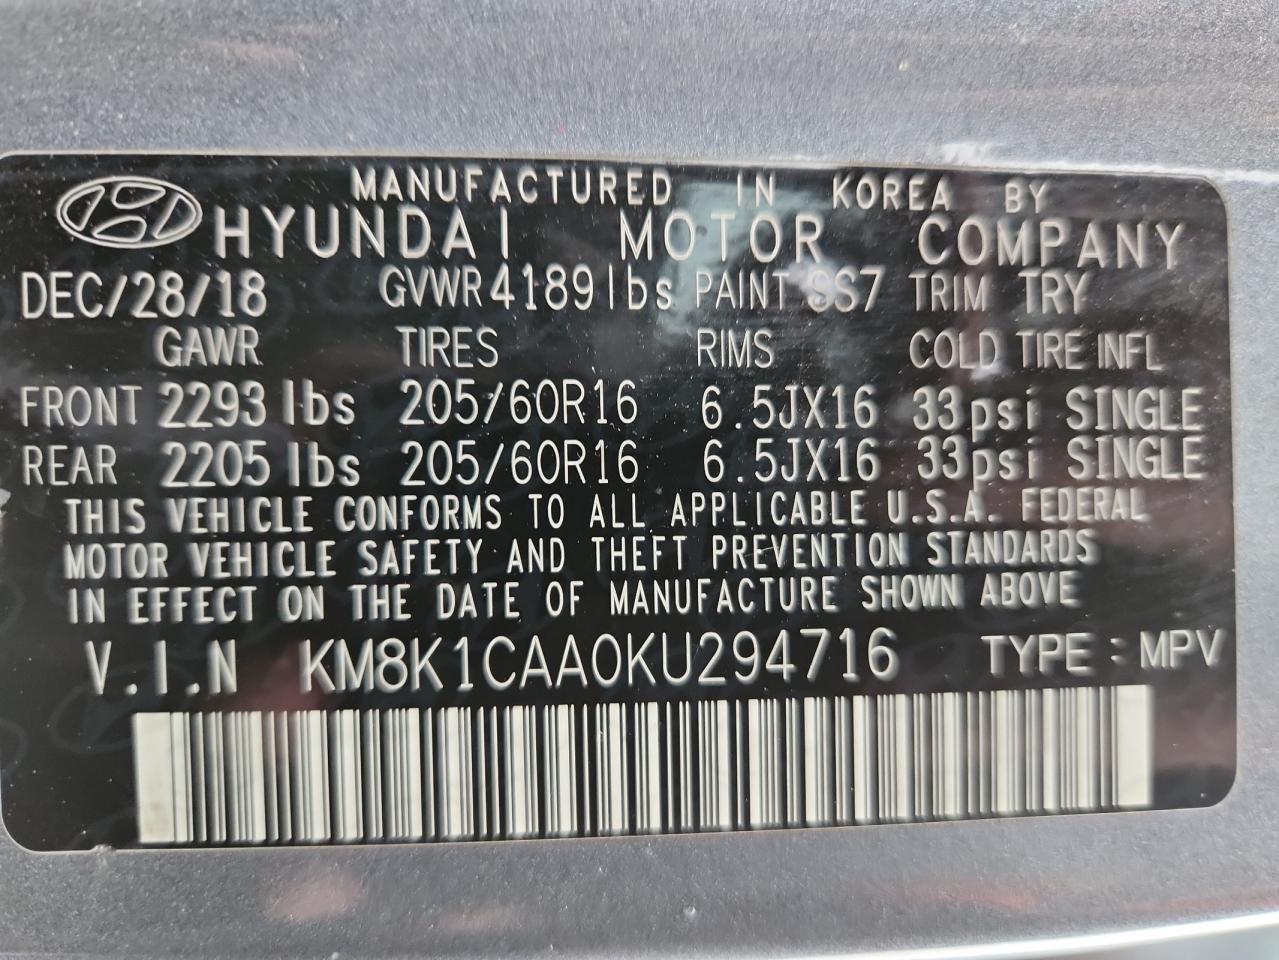 MANUFACTURED IN KOREA BY
HYUNDAI MOTOR COMPANY
DEC/28/18 GVWR 4189 lbs PAINT SS7 TRIM TRY
GAWR TIRES RIMS COLD TIRE INFL
FRONT 2293 lbs 205/60R16 6.5JX16 33psi SINGLE
REAR 2205 lbs 205/60R16 6.5JX16 33psi SINGLE
THIS VEHICLE CONFORMS TO ALL APPLICABLE U.S.A. FEDERAL
MOTOR VEHICLE SAFETY AND THEFT PREVENTION STANDARDS
IN EFFECT ON THE DATE OF MANUFACTURE SHOWN ABOVE
V.I.N KM8K1CAA0KU294716 TYPE : MPV